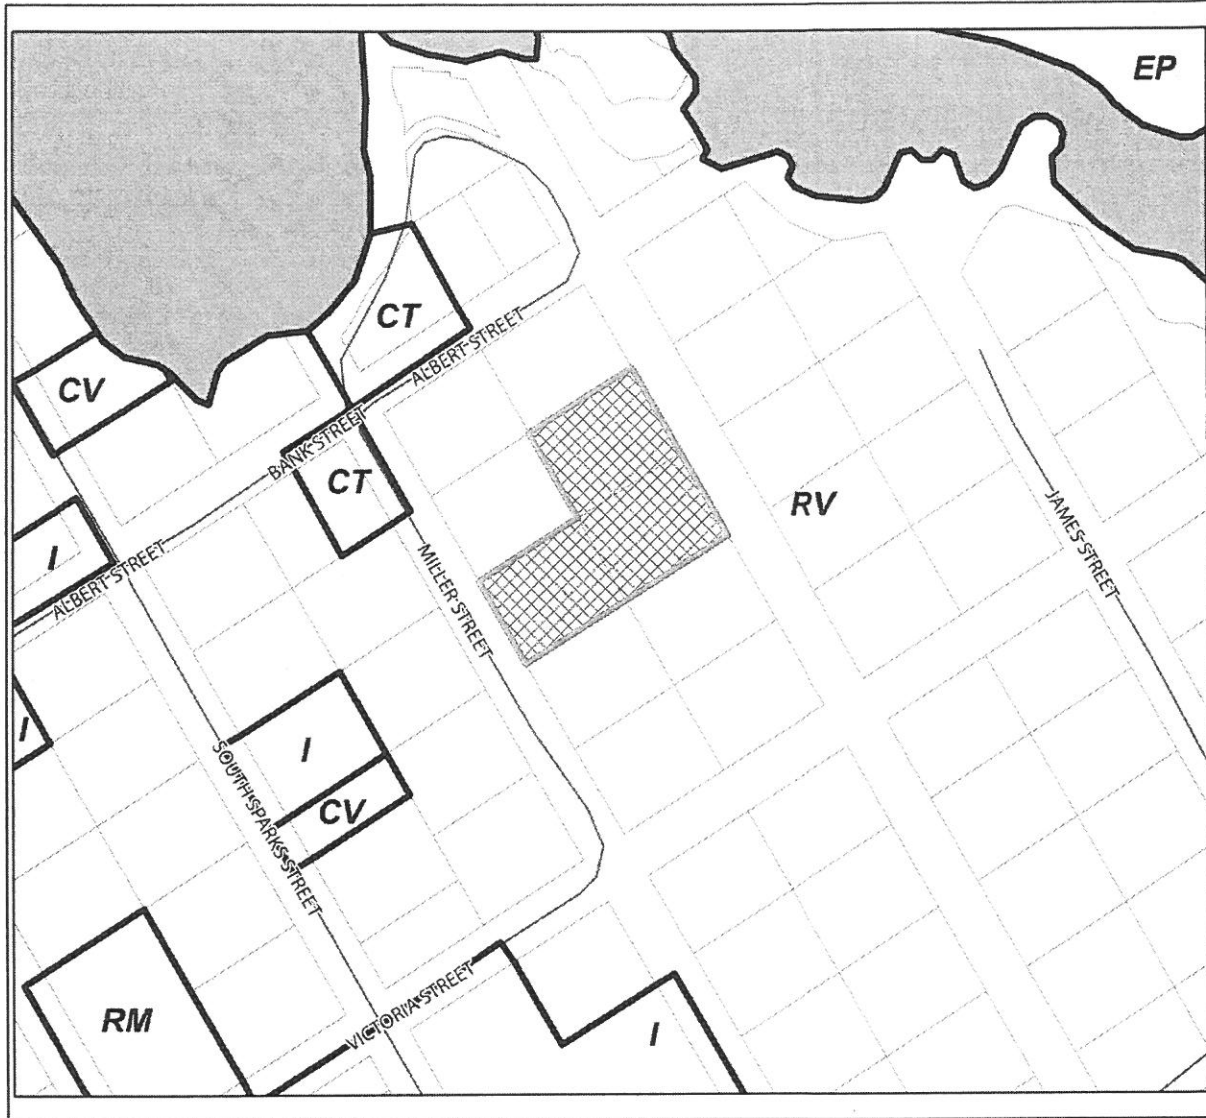 EP
CT
ALBERT STREET
CV
BANK STREET
CT
RV
I
JAMES STREET
ALBERT STREET
MILLER STREET
I
I
SOUTH SPARKS STREET
CV
RM
VICTORIA STREET
I